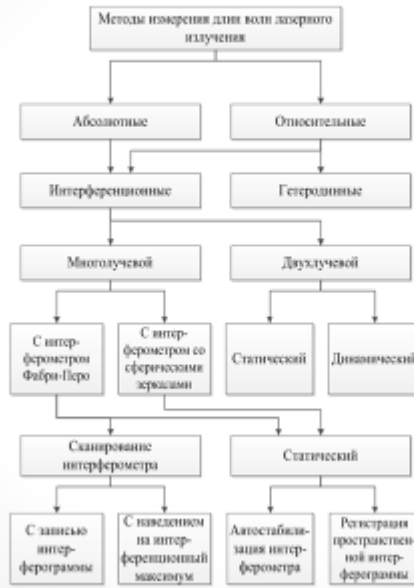 Методы измерения длин волн лазерного
излучения
Абсолютные
Относительные
Интерференционные
Гетеродинные
Многолучевой
Двухлучевой
С интер-
ферометром
Фабри-Перо
С интер-
ферометром со
сферическими
зеркалами
Статический
Динамический
Сканирование
интерферометра
Статический
С записью
интер-
ферограммы
С наведением
на интер-
ференционный
максимум
Автостабили-
зация интер-
ферометра
Регистрация
пространствен-
ной интер-
ферограммы